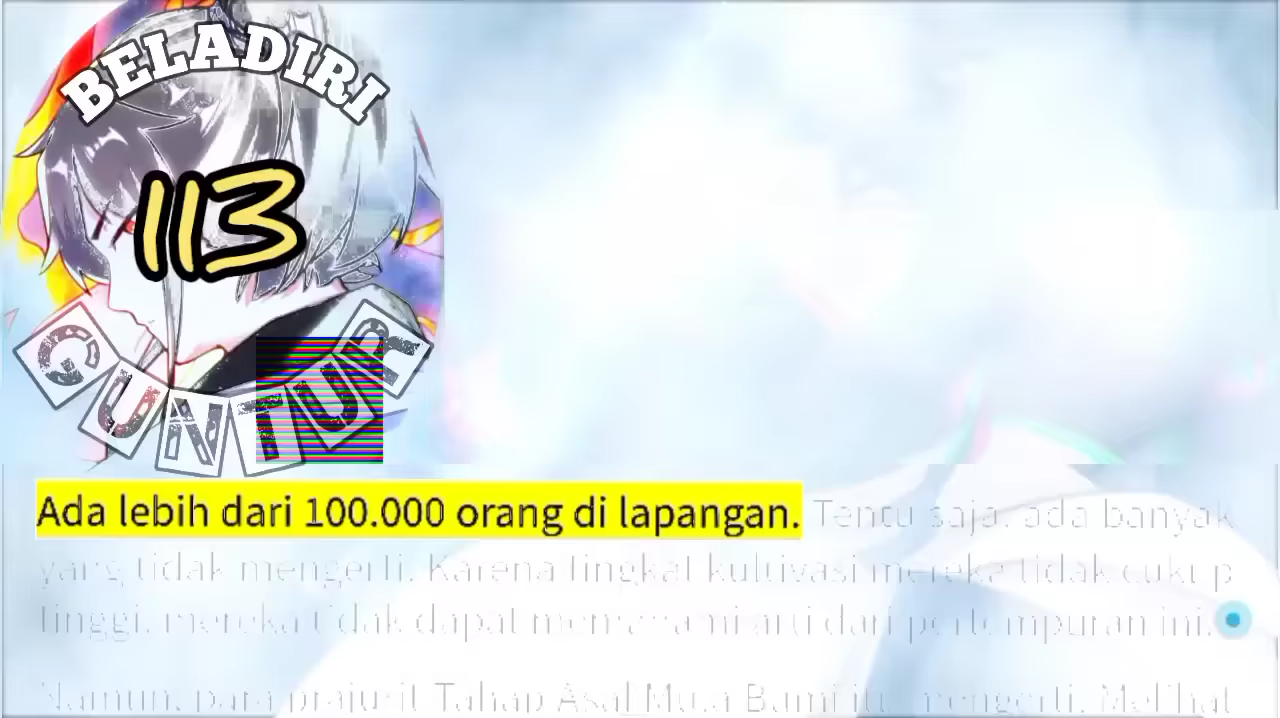 BELADIRI
113
GUNTUR
Ada lebih dari 100.000 orang di lapangan. Tentu saja, ada banyak
yang tidak mengerti. Karena tingkat kultivasi mereka tidak cukup
tinggi, mereka tidak dapat memahami arti dari pertempuran ini.
Namun, para prajurit Tahap Asal Mula Bumi itu mengerti. Melihat